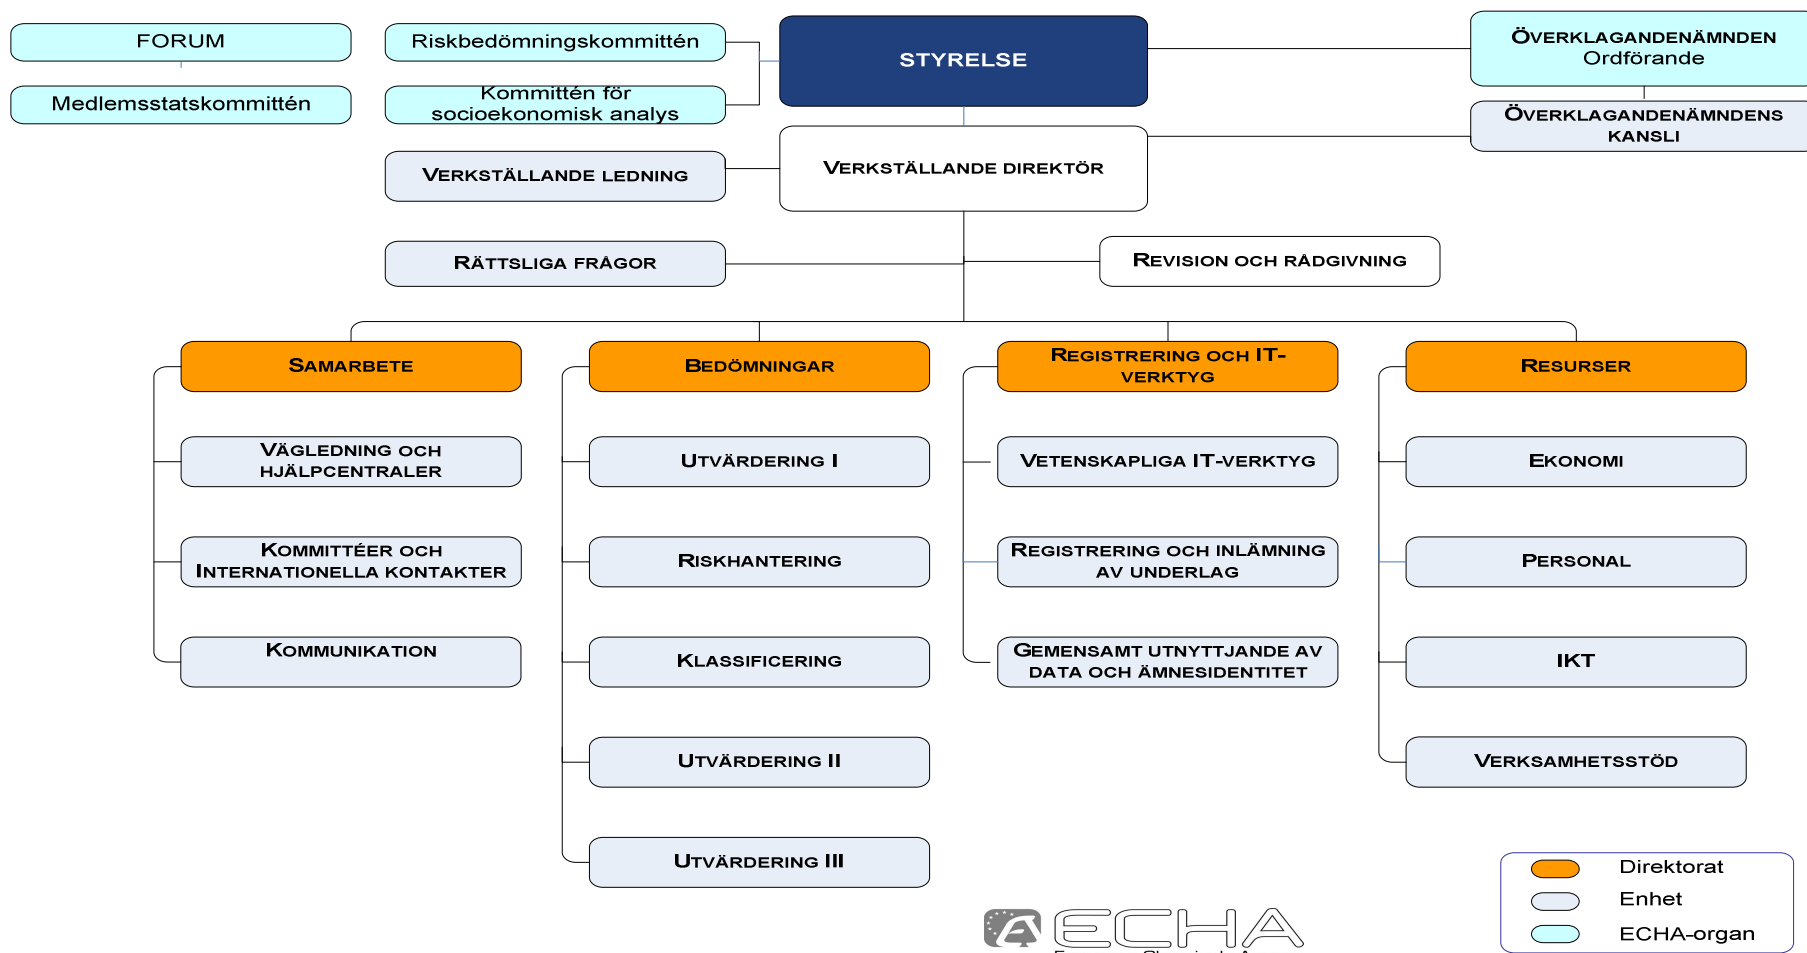 FORUM
Medlemsstatskommittén
Riskbedömningskommittén
Kommittén för
socioekonomisk analys
STYRELSE
ÖVERKLAGANDENÄMNDEN
Ordförande
ÖVERKLAGANDENÄMNDENS
KANSLI
VERKSTÄLLANDE LEDNING
VERKSTÄLLANDE DIREKTÖR
RÄTTSLIGA FRÅGOR
REVISION OCH RÅDGIVNING
SAMARBETE
VÄGLEDNING OCH
HJÄLPCENTRALER
KOMMITTÉER OCH
INTERNATIONELLA KONTAKTER
KOMMUNIKATION
BEDÖMNINGAR
UTVÄRDERING I
RISKHANTERING
KLASSIFICERING
UTVÄRDERING II
UTVÄRDERING III
REGISTRERING OCH IT-
VERKTYG
VETENSKAPLIGA IT-VERKTYG
REGISTRERING OCH INLÄMNING
AV UNDERLAG
GEMENSAMT UTNYTTJANDE AV
DATA OCH ÄMNESIDENTITET
RESURSER
EKONOMI
PERSONAL
IKT
VERKSAMHETSSTÖD
Direktorat
Enhet
ECHA-organ
ECHA